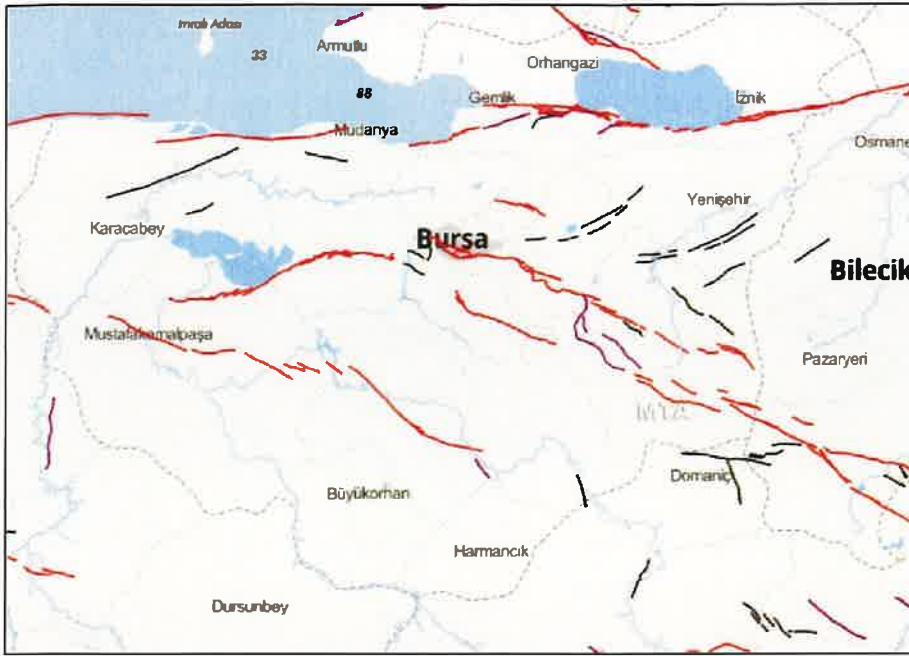 İmralı Adası
Armutlu
33
Orhangazi
88
Gemlik
İznik
Mudanya
Osmane
Yenişehir
Karacabey
Bursa
Bilecik
Mustafakemalpaşa
Pazaryeri
MTA
Domaniç
Büyükorhan
Harmancık
Dursunbey